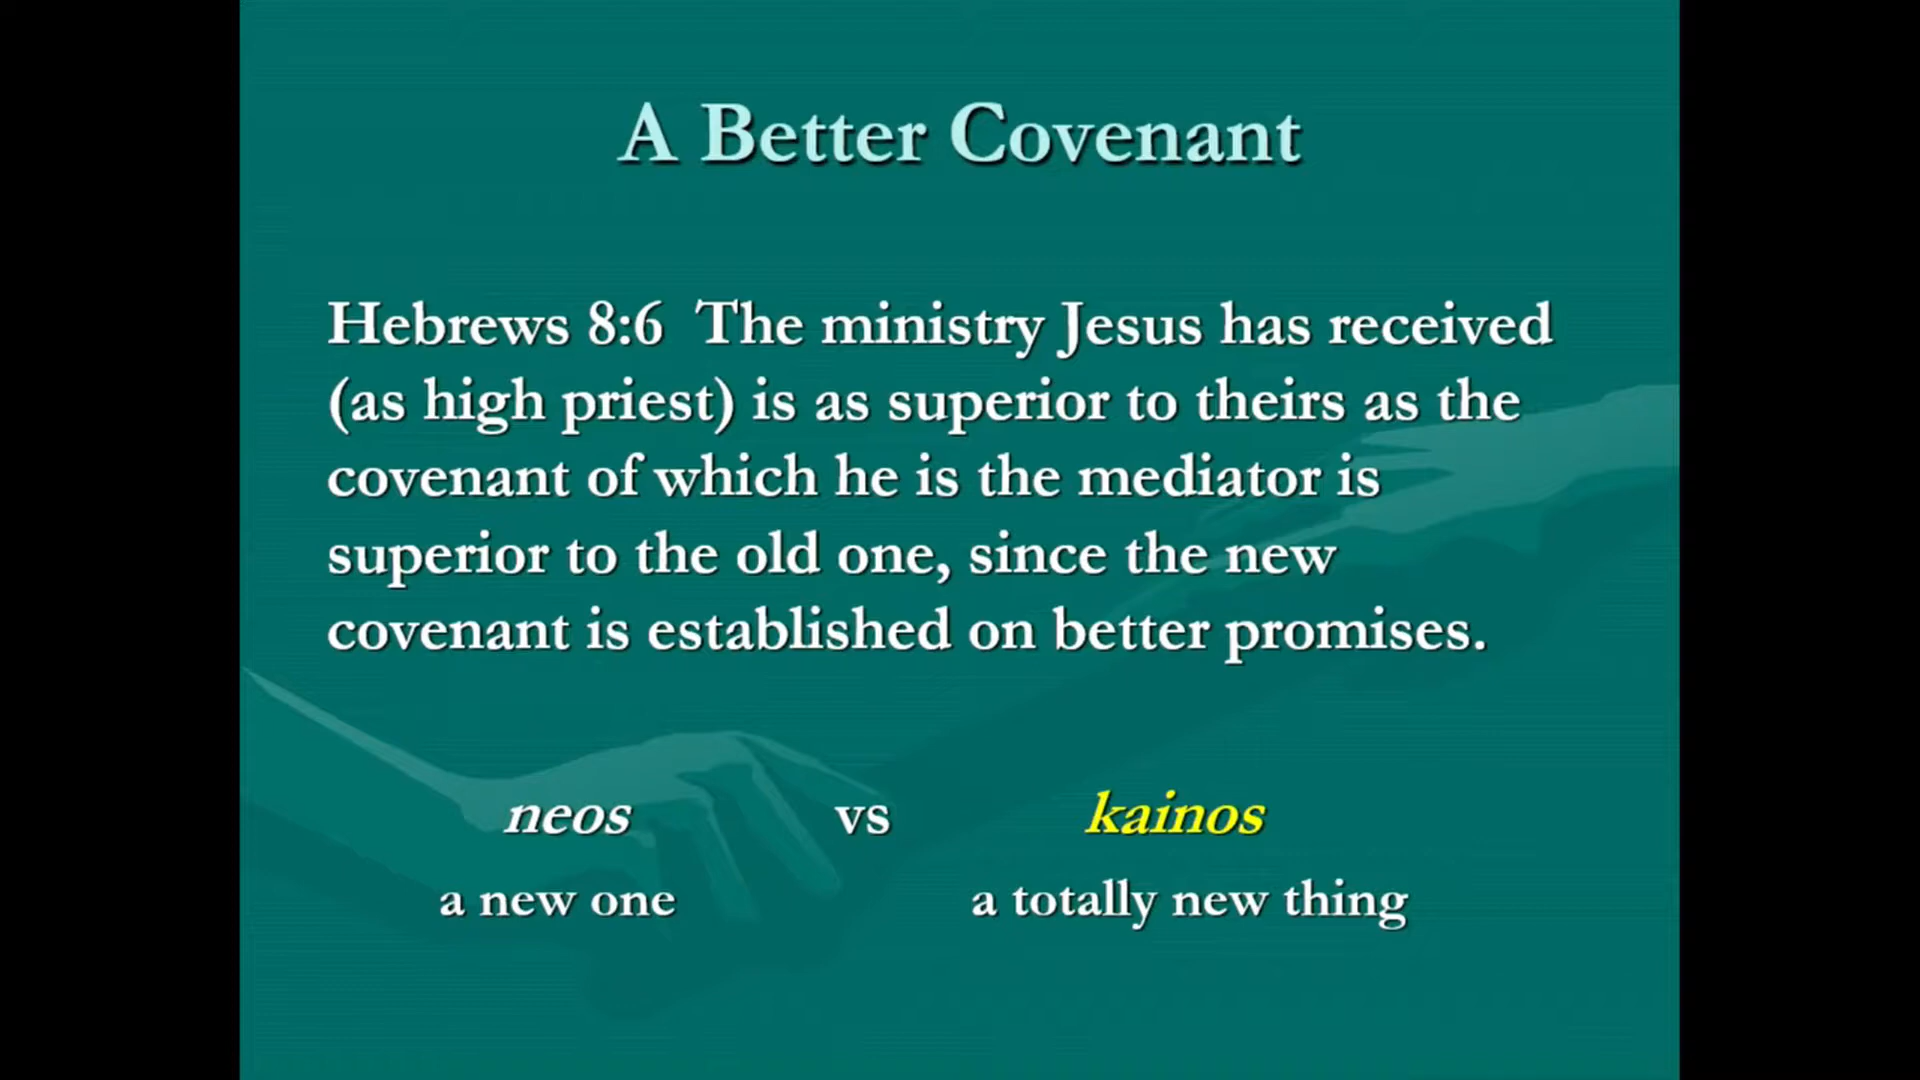 A Better Covenant
Hebrews 8:6 The ministry Jesus has received
(as high priest) is as superior to theirs as the
covenant of which he is the mediator is
superior to the old one, since the new
covenant is established on better promises.
neos vs kainos
a new one a totally new thing